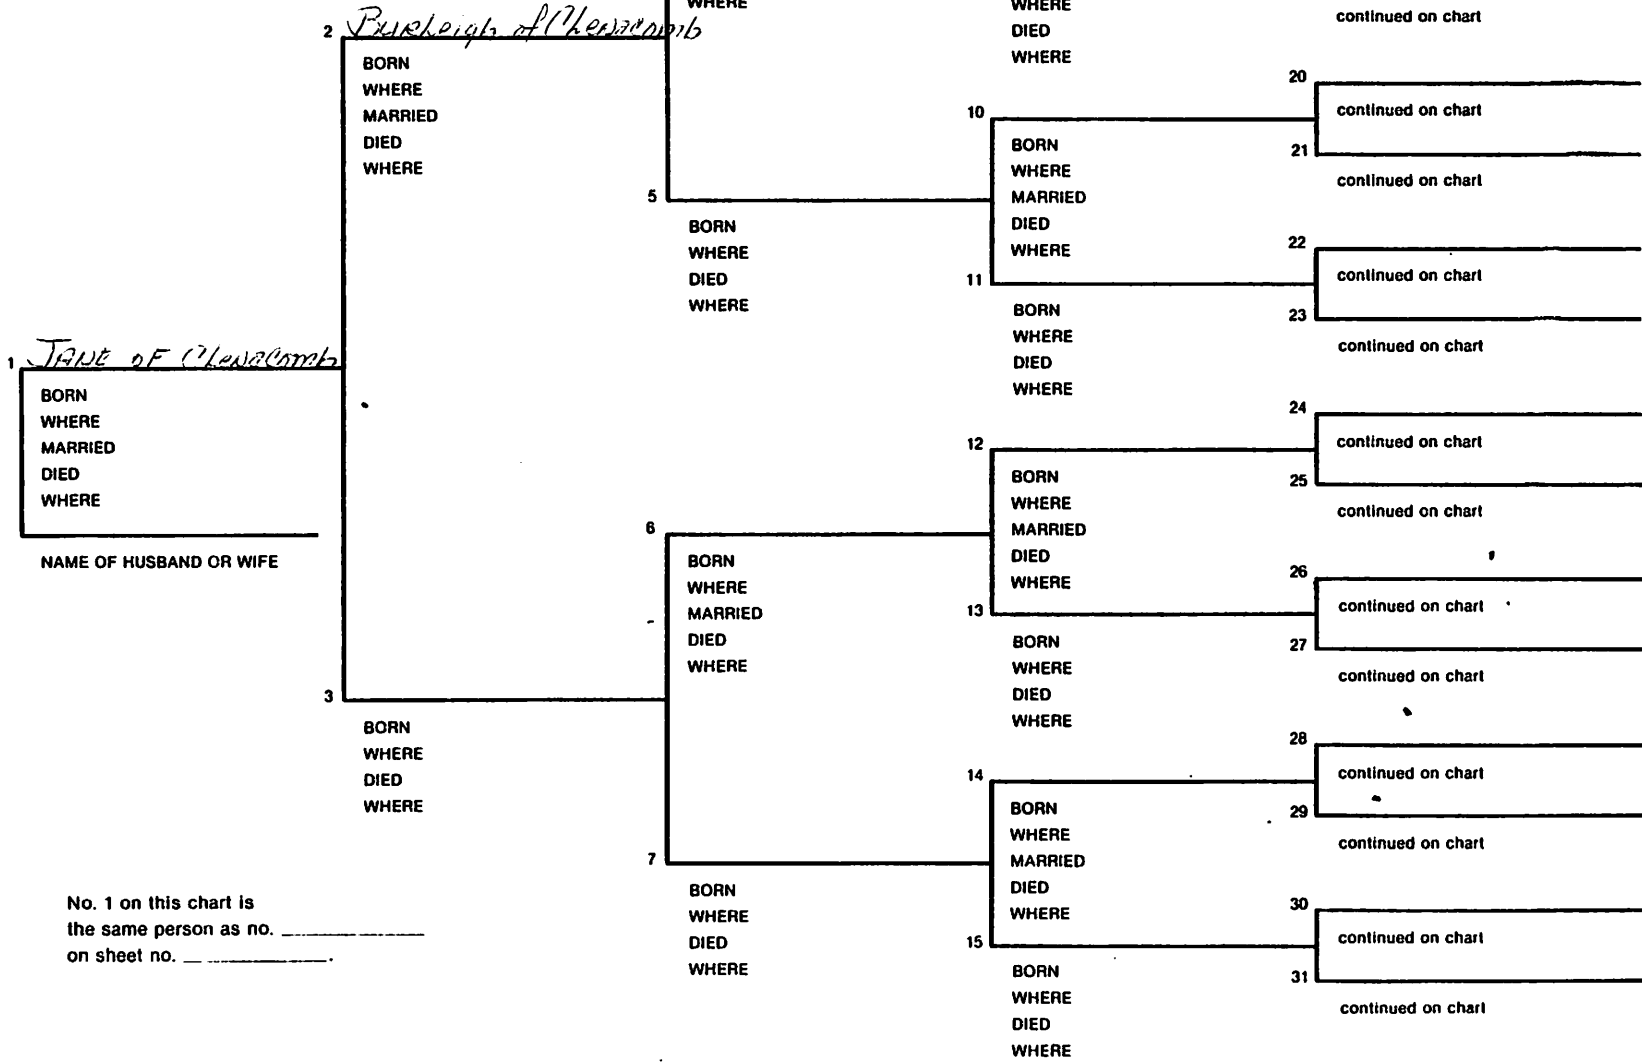 WHERE
WHERE
DIED
WHERE
continued on chart
2 Burleigh of Clenacomb
BORN
WHERE
MARRIED
DIED
WHERE
20
continued on chart
10
BORN
WHERE
MARRIED
DIED
WHERE
21
continued on chart
5
BORN
WHERE
DIED
WHERE
22
continued on chart
11
BORN
WHERE
DIED
WHERE
23
continued on chart
1 JANE OF Clenacomb
BORN
WHERE
MARRIED
DIED
WHERE
NAME OF HUSBAND OR WIFE
24
continued on chart
12
BORN
WHERE
MARRIED
DIED
WHERE
25
continued on chart
6
BORN
WHERE
MARRIED
DIED
WHERE
26
continued on chart
13
BORN
WHERE
DIED
WHERE
27
continued on chart
3
BORN
WHERE
DIED
WHERE
28
continued on chart
14
BORN
WHERE
MARRIED
DIED
WHERE
29
continued on chart
7
BORN
WHERE
DIED
WHERE
30
continued on chart
15
BORN
WHERE
DIED
WHERE
31
continued on chart
No. 1 on this chart is
the same person as no.
on sheet no. .